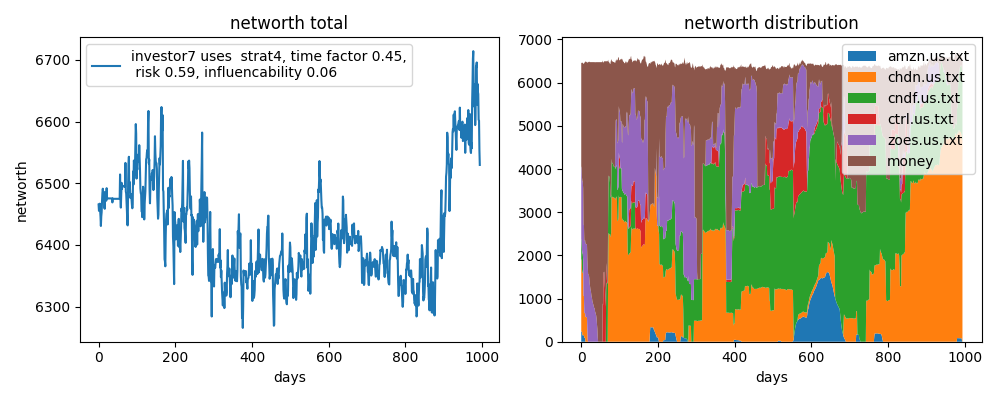 networth total
investor7 uses  strat4, time factor 0.45,
risk 0.59, influencability 0.06
networth
6700
6600
6500
6400
6300
0
200
400
600
800
1000
days
networth distribution
amzn.us.txt
chdn.us.txt
cndf.us.txt
ctrl.us.txt
zoes.us.txt
money
7000
6000
5000
4000
3000
2000
1000
0
0
200
400
600
800
1000
days